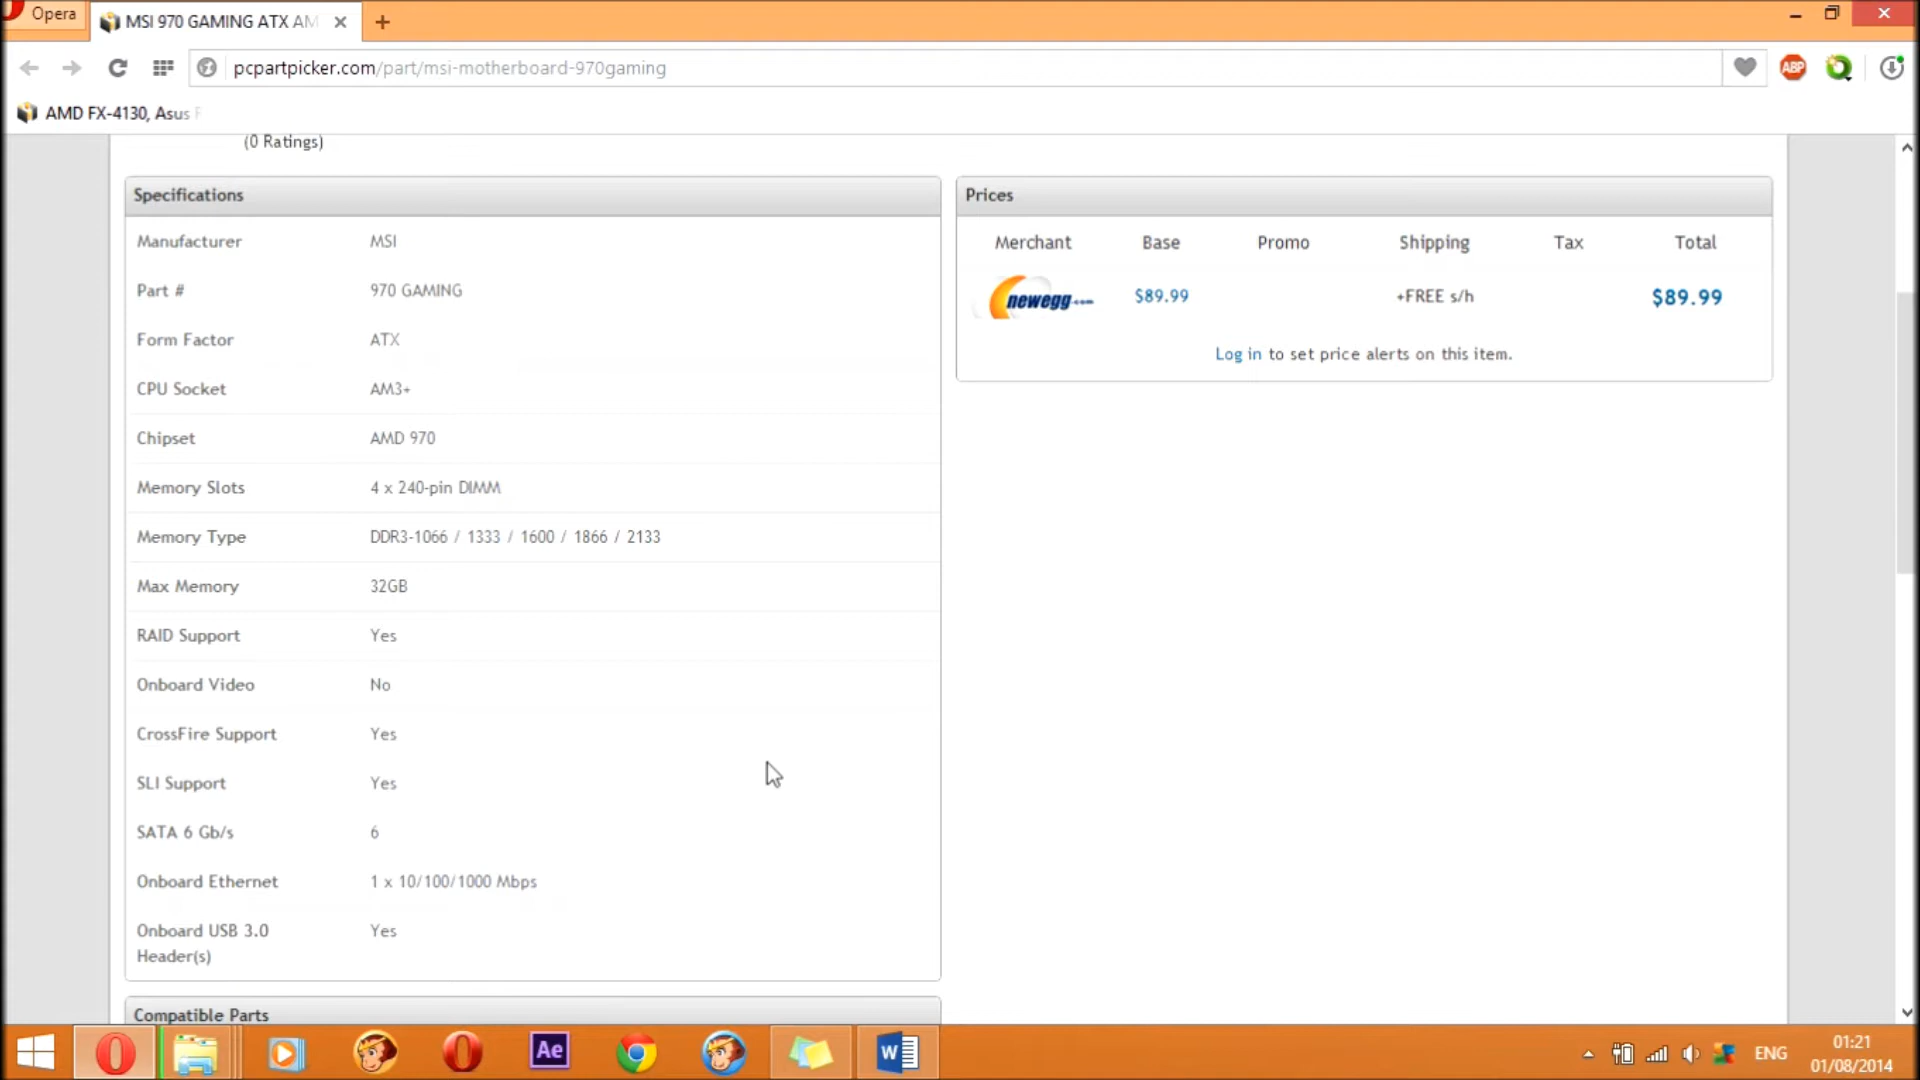 Opera
MSI 970 GAMING ATX AM
pcpartpicker.com/part/msi-motherboard-970gaming
ABP
AMD FX-4130, Asus
(0 Ratings)
Specifications
Manufacturer MSI
Part # 970 GAMING
Form Factor ATX
CPU Socket AM3+
Chipset AMD 970
Memory Slots 4 x 240-pin DIMM
Memory Type DDR3-1066 / 1333 / 1600 / 1866 / 2133
Max Memory 32GB
RAID Support Yes
Onboard Video No
CrossFire Support Yes
SLI Support Yes
SATA 6 Gb/s 6
Onboard Ethernet 1 x 10/100/1000 Mbps
Onboard USB 3.0 Yes
Header(s)
Compatible Parts
Prices
Merchant Base Promo Shipping Tax Total
newegg.com $89.99 +FREE s/h $89.99
Log in to set price alerts on this item.
Ae
W
ENG
01:21
01/08/2014